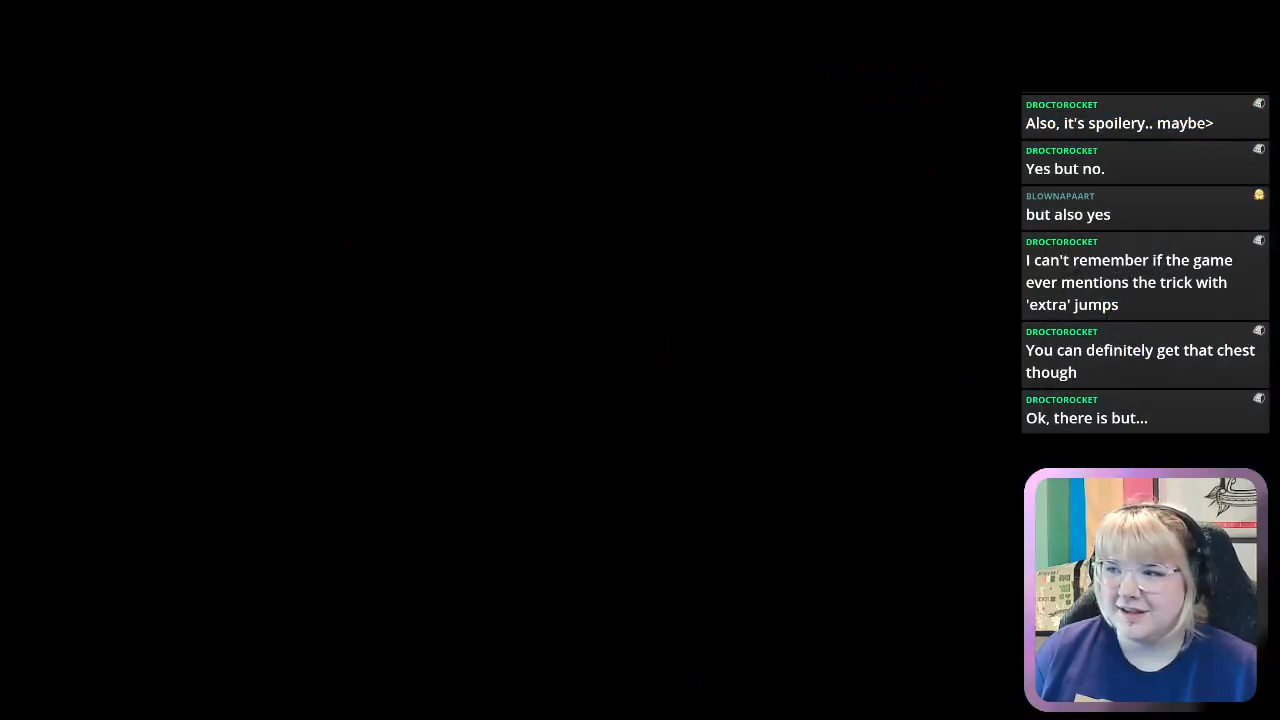 DROCTOROCKET
Also, it's spoilery.. maybe>
DROCTOROCKET
Yes but no.
BLOWNAPAART
but also yes
DROCTOROCKET
I can't remember if the game
ever mentions the trick with
'extra' jumps
DROCTOROCKET
You can definitely get that chest
though
DROCTOROCKET
Ok, there is but...